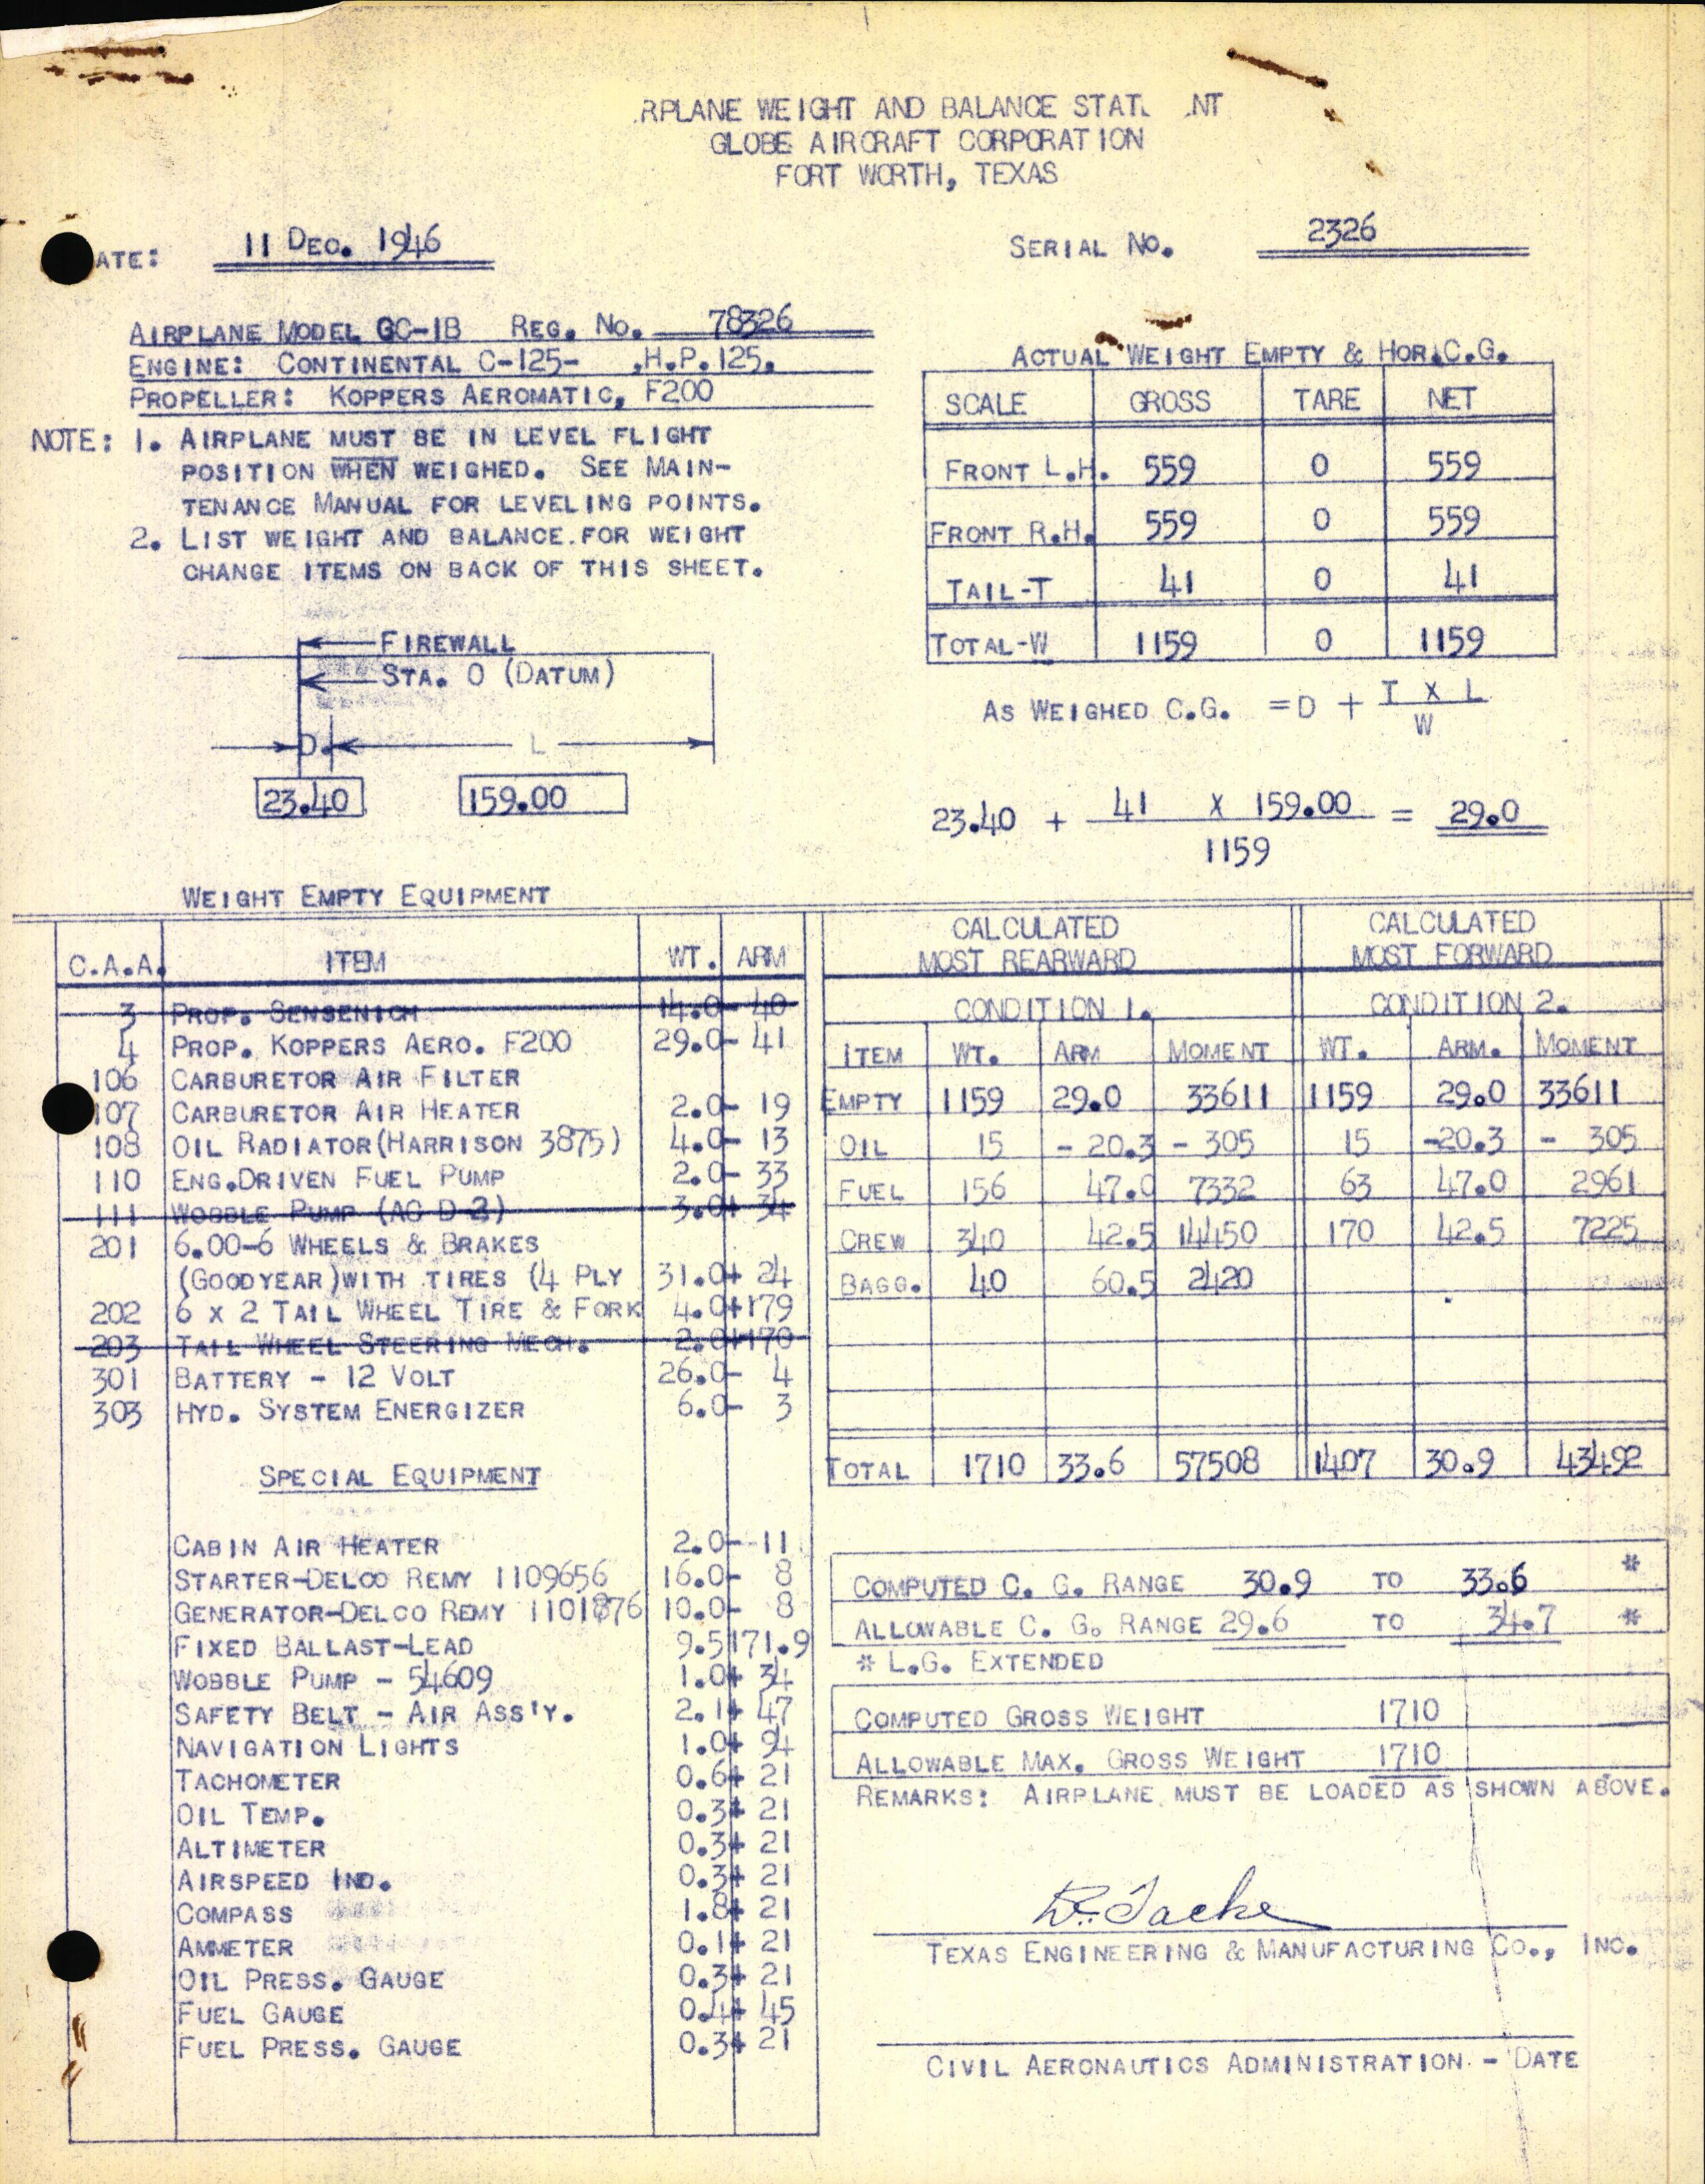 RPLANE WEIGHT AND BALANCE STAT NT
GLOBE AIRCRAFT CORPORATION
FORT WORTH, TEXAS
ATE: 11 DEC. 1946
SERIAL NO. 2326
AIRPLANE MODEL GC-1B REG. NO. 78326
ENGINE: CONTINENTAL C-125- .H.P.125.
PROPELLER: KOPPERS AEROMATIC, F200
NOTE: 1. AIRPLANE MUST BE IN LEVEL FLIGHT
POSITION WHEN WEIGHED. SEE MAIN-
TENANCE MANUAL FOR LEVELING POINTS.
2. LIST WEIGHT AND BALANCE FOR WEIGHT
CHANGE ITEMS ON BACK OF THIS SHEET.
FIREWALL
STA. 0 (DATUM)
D. L
23.40 159.00
ACTUAL WEIGHT EMPTY & HOR.C.G.
SCALE GROSS TARE NET
FRONT L.H. 559 0 559
FRONT R.H. 559 0 559
TAIL-T 41 0 41
TOTAL-W 1159 0 1159
AS WEIGHED C.G. = D + T X L
W
23.40 + 41 X 159.00 = 29.0
1159
WEIGHT EMPTY EQUIPMENT
C.A.A. ITEM WT. ARM
3 PROP. SENSENICH 14.0- 40
4 PROP. KOPPERS AERO. F200 29.0- 41
106 CARBURETOR AIR FILTER
107 CARBURETOR AIR HEATER 2.0- 19
108 OIL RADIATOR(HARRISON 3875) 4.0- 13
110 ENG.DRIVEN FUEL PUMP 2.0- 33
111 WOBBLE PUMP (AC D-2) 3.0+ 34
201 6.00-6 WHEELS & BRAKES
(GOODYEAR)WITH TIRES (4 PLY 31.0+ 24
202 6 X 2 TAIL WHEEL TIRE & FORK 4.0+179
203 TAIL WHEEL STEERING MECH. 2.0+170
301 BATTERY - 12 VOLT 26.0- 4
303 HYD. SYSTEM ENERGIZER 6.0- 3
SPECIAL EQUIPMENT
CABIN AIR HEATER 2.0- 11
STARTER-DELCO REMY 1109656 16.0- 8
GENERATOR-DELCO REMY 1101876 10.0- 8
FIXED BALLAST-LEAD 9.5 171.9
WOBBLE PUMP - 54609 1.0+ 34
SAFETY BELT - AIR ASS'Y. 2.1+ 47
NAVIGATION LIGHTS 1.0+ 94
TACHOMETER 0.6+ 21
OIL TEMP. 0.3+ 21
ALTIMETER 0.3+ 21
AIRSPEED IND. 0.3+ 21
COMPASS 1.8+ 21
AMMETER 0.1+ 21
OIL PRESS. GAUGE 0.3+ 21
FUEL GAUGE 0.4+ 45
FUEL PRESS. GAUGE 0.3+ 21
CALCULATED CALCULATED
MOST REARWARD MOST FORWARD
CONDITION 1. CONDITION 2.
ITEM WT. ARM MOMENT WT. ARM. MOMENT
EMPTY 1159 29.0 33611 1159 29.0 33611
OIL 15 - 20.3 - 305 15 -20.3 - 305
FUEL 156 47.0 7332 63 47.0 2961
CREW 340 42.5 14450 170 42.5 7225
BAGG. 40 60.5 2420
TOTAL 1710 33.6 57508 1407 30.9 43492
COMPUTED C. G. RANGE 30.9 TO 33.6 *
ALLOWABLE C. G. RANGE 29.6 TO 34.7 *
* L.G. EXTENDED
COMPUTED GROSS WEIGHT 1710
ALLOWABLE MAX. GROSS WEIGHT 1710
REMARKS: AIRPLANE MUST BE LOADED AS SHOWN ABOVE.
TEXAS ENGINEERING & MANUFACTURING CO., INC.
CIVIL AERONAUTICS ADMINISTRATION - DATE